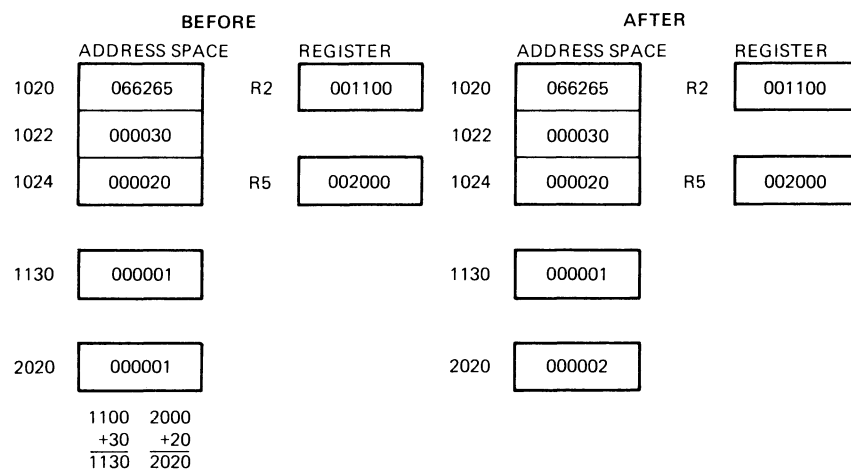 BEFORE AFTER
ADDRESS SPACE REGISTER ADDRESS SPACE REGISTER
1020 066265 R2 001100 1020 066265 R2 001100
1022 000030 1022 000030
1024 000020 R5 002000 1024 000020 R5 002000
1130 000001 1130 000001
2020 000001 2020 000002
1100 2000
+30 +20
1130 2020